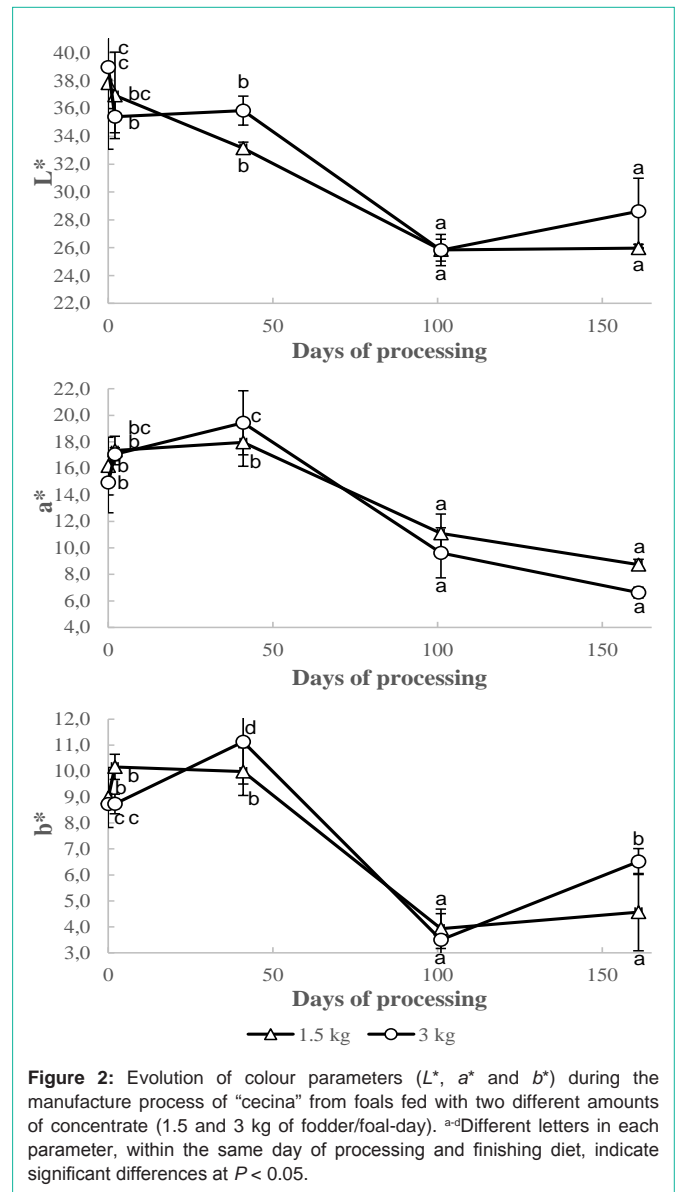 40,0
38,0
36,0
34,0
32,0
30,0
28,0
26,0
24,0
22,0
L*
c
c
bc
b
b
b
a
a
a
a
0 50 100 150
Days of processing
22,0
20,0
18,0
16,0
14,0
12,0
10,0
8,0
6,0
4,0
a*
bc
b
b
b
c
b
a
a
a
a
0 50 100 150
Days of processing
12,0
11,0
10,0
9,0
8,0
7,0
6,0
5,0
4,0
3,0
b*
b
b
c c
d
b
a
a
b
a
0 50 100 150
Days of processing
1.5 kg 3 kg
Figure 2: Evolution of colour parameters (L*, a* and b*) during the
manufacture process of “cecina” from foals fed with two different amounts
of concentrate (1.5 and 3 kg of fodder/foal-day). a-dDifferent letters in each
parameter, within the same day of processing and finishing diet, indicate
significant differences at P < 0.05.